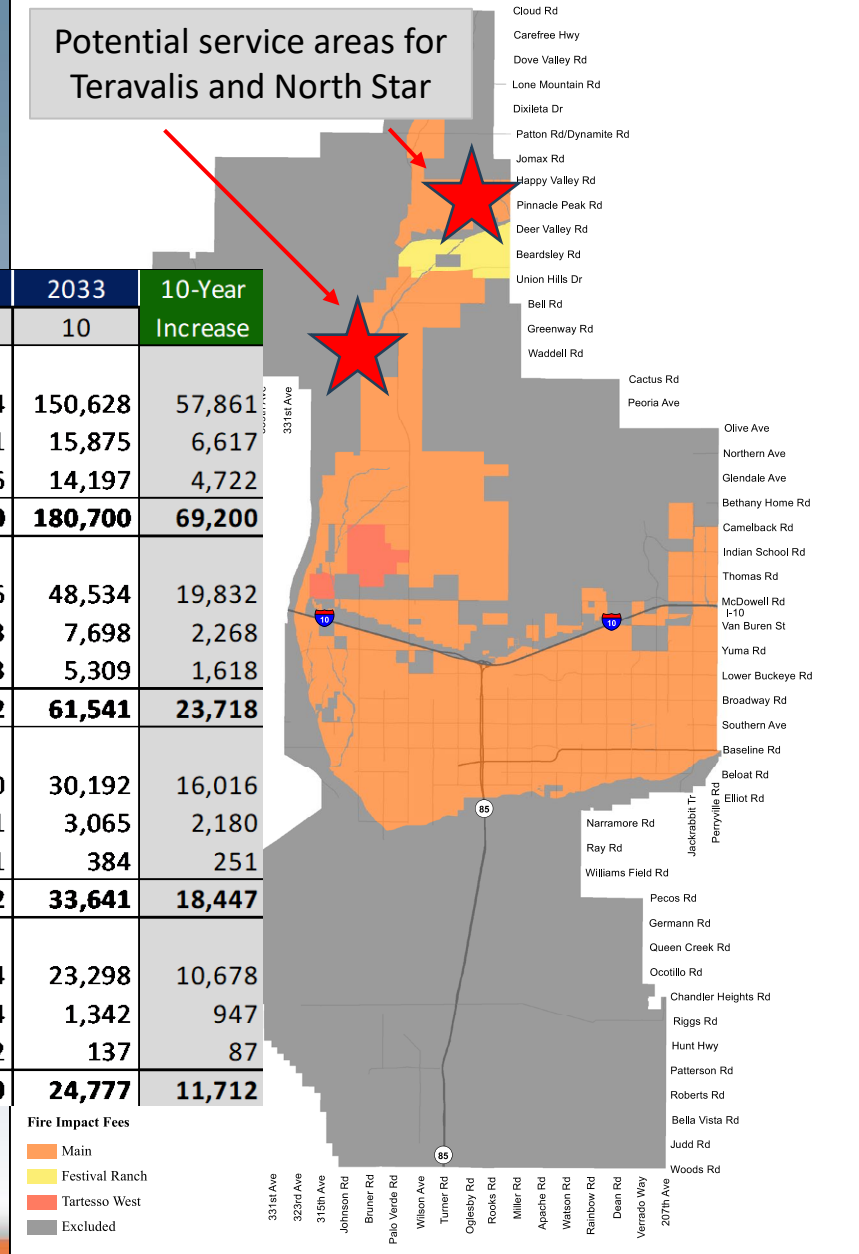 Potential service areas for
Teravalis and North Star
Cloud Rd
Carefree Hwy
Dove Valley Rd
Lone Mountain Rd
Dixileta Dr
Patton Rd/Dynamite Rd
Jomax Rd
Happy Valley Rd
Pinnacle Peak Rd
Deer Valley Rd
Beardsley Rd
Union Hills Dr
Bell Rd
Greenway Rd
Waddell Rd
Cactus Rd
Peoria Ave
Olive Ave
Northern Ave
Glendale Ave
Bethany Home Rd
Camelback Rd
Indian School Rd
Thomas Rd
McDowell Rd
I-10
Van Buren St
Yuma Rd
Lower Buckeye Rd
Broadway Rd
Southern Ave
Baseline Rd
Beloat Rd
Elliot Rd
Perryville Rd
Jackrabbit Tr
Narramore Rd
Ray Rd
Williams Field Rd
Pecos Rd
Germann Rd
Queen Creek Rd
Ocotillo Rd
Chandler Heights Rd
Riggs Rd
Hunt Hwy
Patterson Rd
Roberts Rd
Bella Vista Rd
Judd Rd
Woods Rd
331st Ave
10
10
85
85
2033 10-Year
10 Increase
150,628 57,861
15,875 6,617
14,197 4,722
180,700 69,200
48,534 19,832
7,698 2,268
5,309 1,618
61,541 23,718
30,192 16,016
3,065 2,180
384 251
33,641 18,447
23,298 10,678
1,342 947
137 87
24,777 11,712
Fire Impact Fees
Main
Festival Ranch
Tartesso West
Excluded
331st Ave
323rd Ave
315th Ave
Johnson Rd
Bruner Rd
Palo Verde Rd
Wilson Ave
Turner Rd
Oglesby Rd
Rooks Rd
Miller Rd
Apache Rd
Watson Rd
Rainbow Rd
Dean Rd
Verrado Way
207th Ave